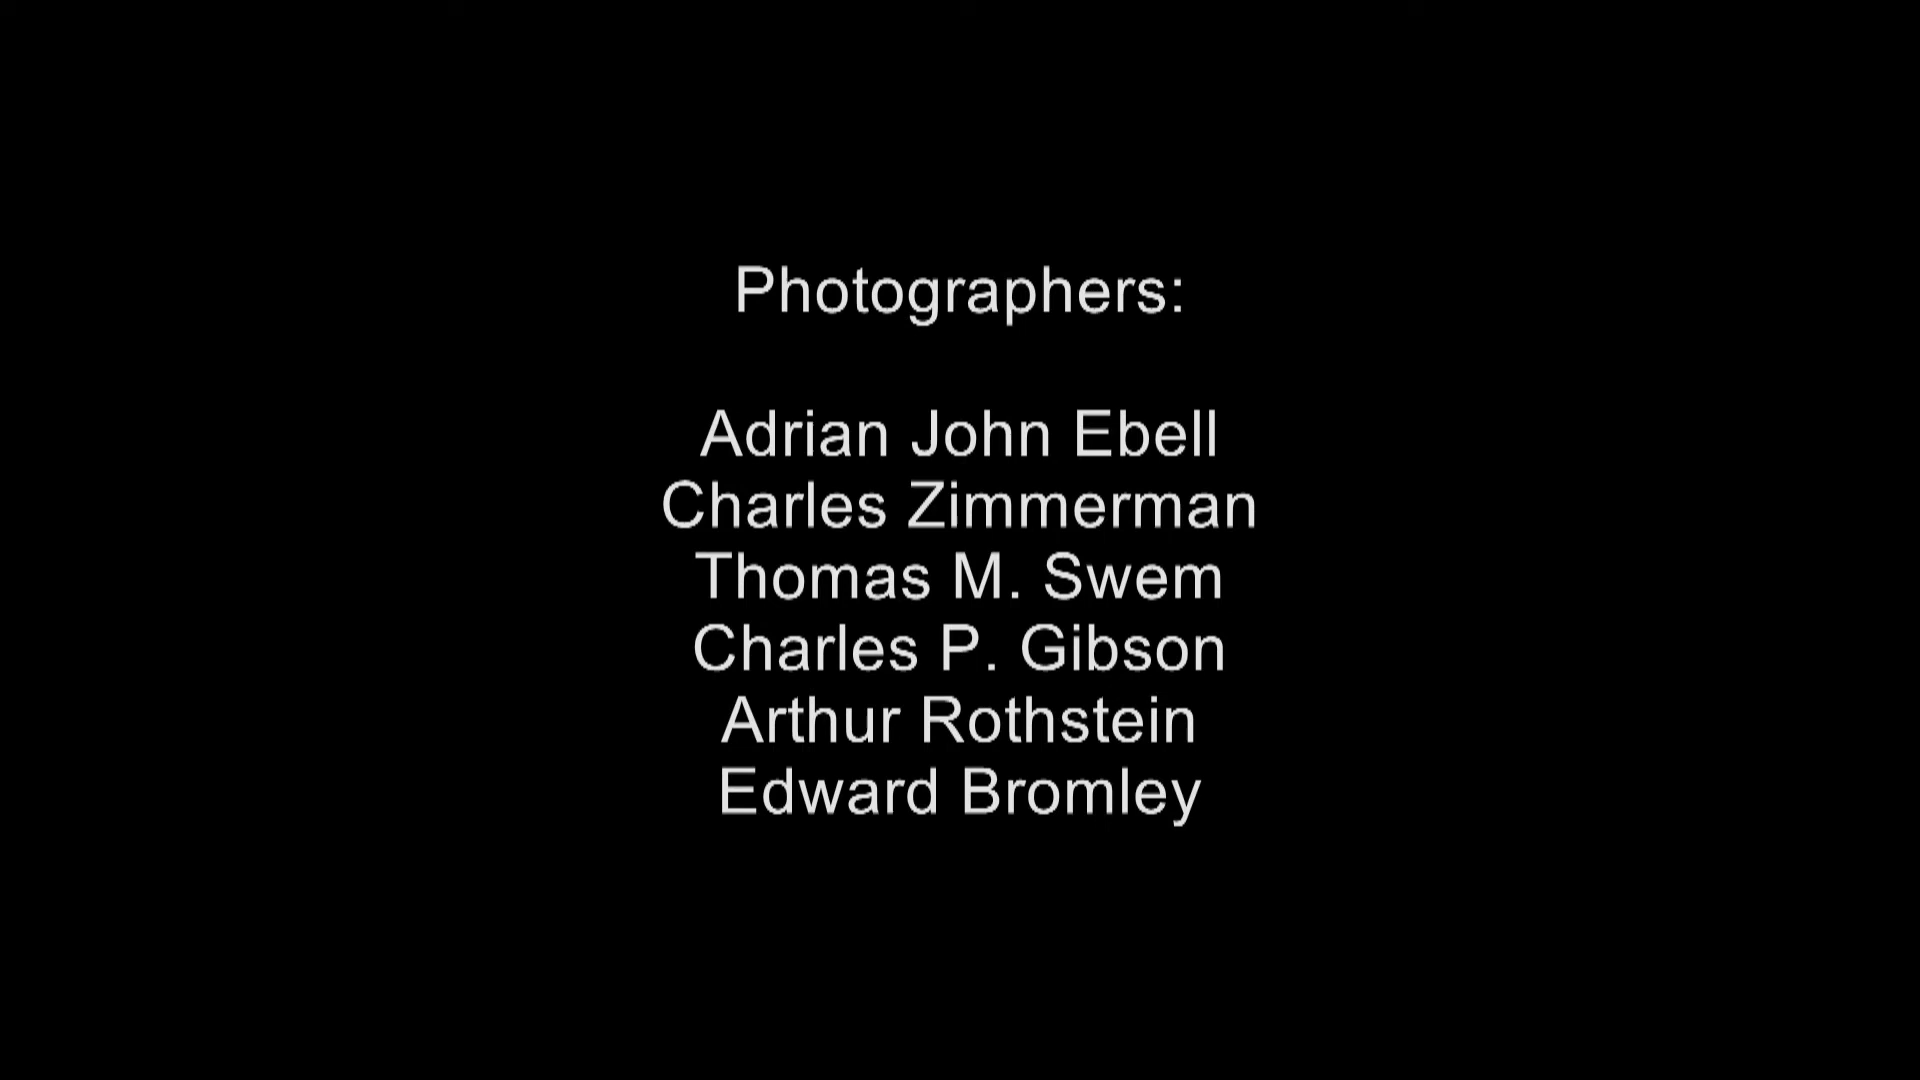 Photographers:
Adrian John Ebell
Charles Zimmerman
Thomas M. Swem
Charles P. Gibson
Arthur Rothstein
Edward Bromley